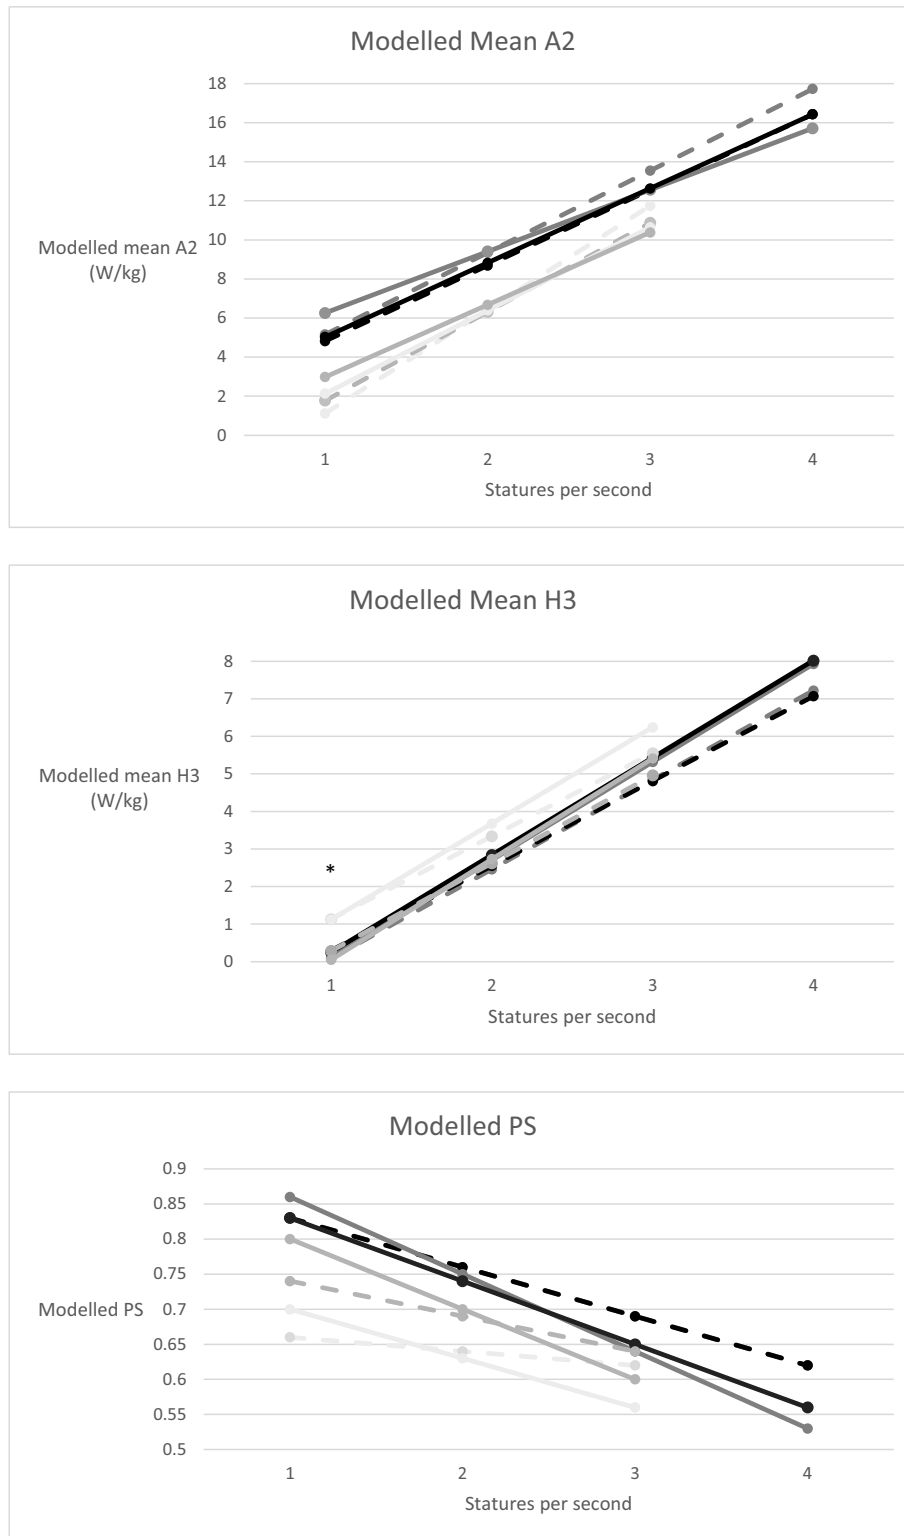 Modelled Mean A2
18
16
14
12
10
8
6
4
2
0
Modelled mean A2
(W/kg)
1 2 3 4
Statures per second
Modelled Mean H3
8
7
6
5
4
3
2
1
0
Modelled mean H3
(W/kg)
*
1 2 3 4
Statures per second
Modelled PS
0.9
0.85
0.8
0.75
0.7
0.65
0.6
0.55
0.5
Modelled PS
1 2 3 4
Statures per second